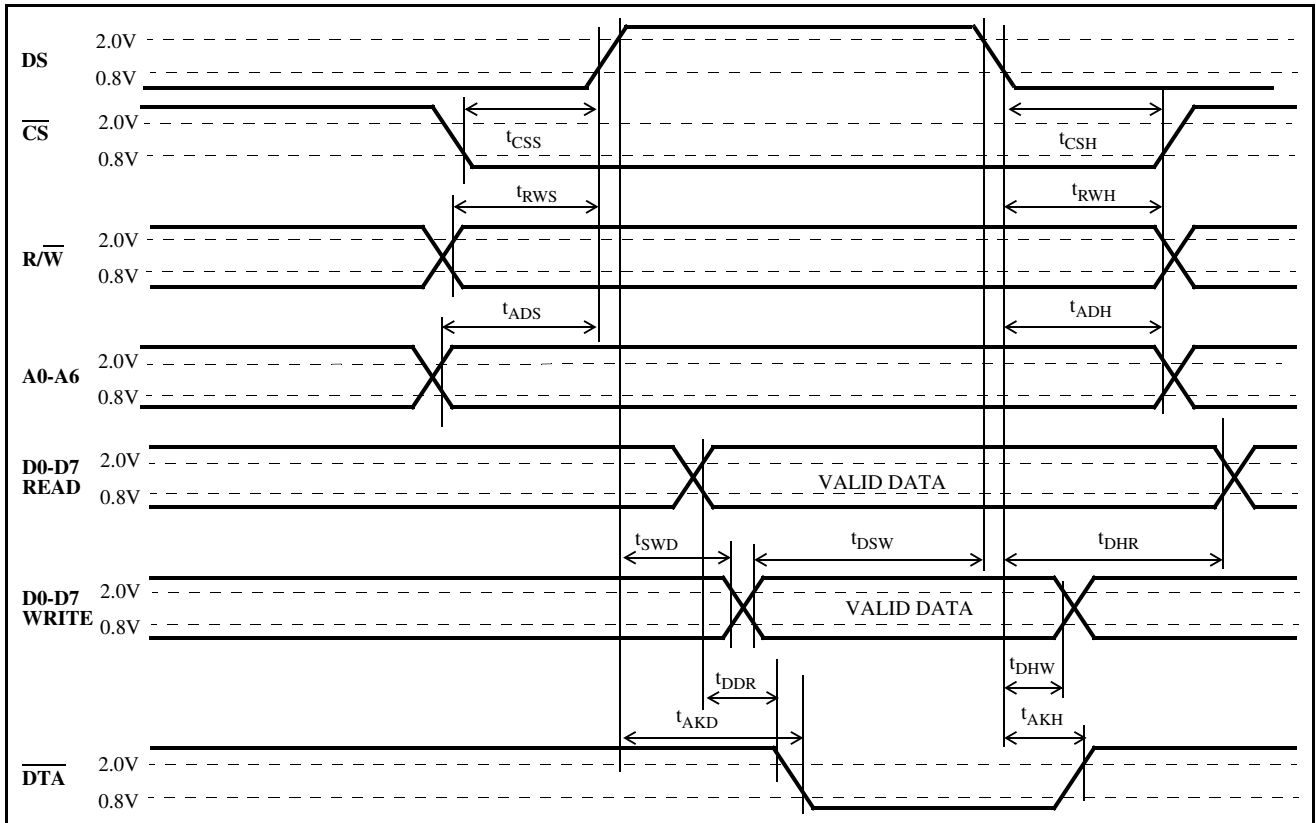 DS 2.0V
0.8V
CS 2.0V
0.8V
tCSS tCSH
tRWS tRWH
R/W 2.0V
0.8V
tADS tADH
A0-A6 2.0V
0.8V
D0-D7 2.0V
READ 0.8V
VALID DATA
tSWD tDSW tDHR
D0-D7 2.0V
WRITE 0.8V
VALID DATA
tDDR tDHW
tAKD tAKH
DTA 2.0V
0.8V